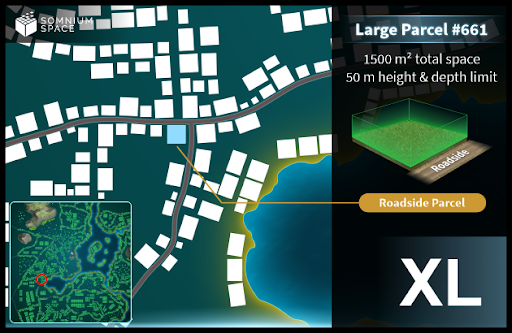 SOMNIUM
SPACE
Large Parcel #661
1500 m² total space
50 m height & depth limit
Roadside
Roadside Parcel
XL